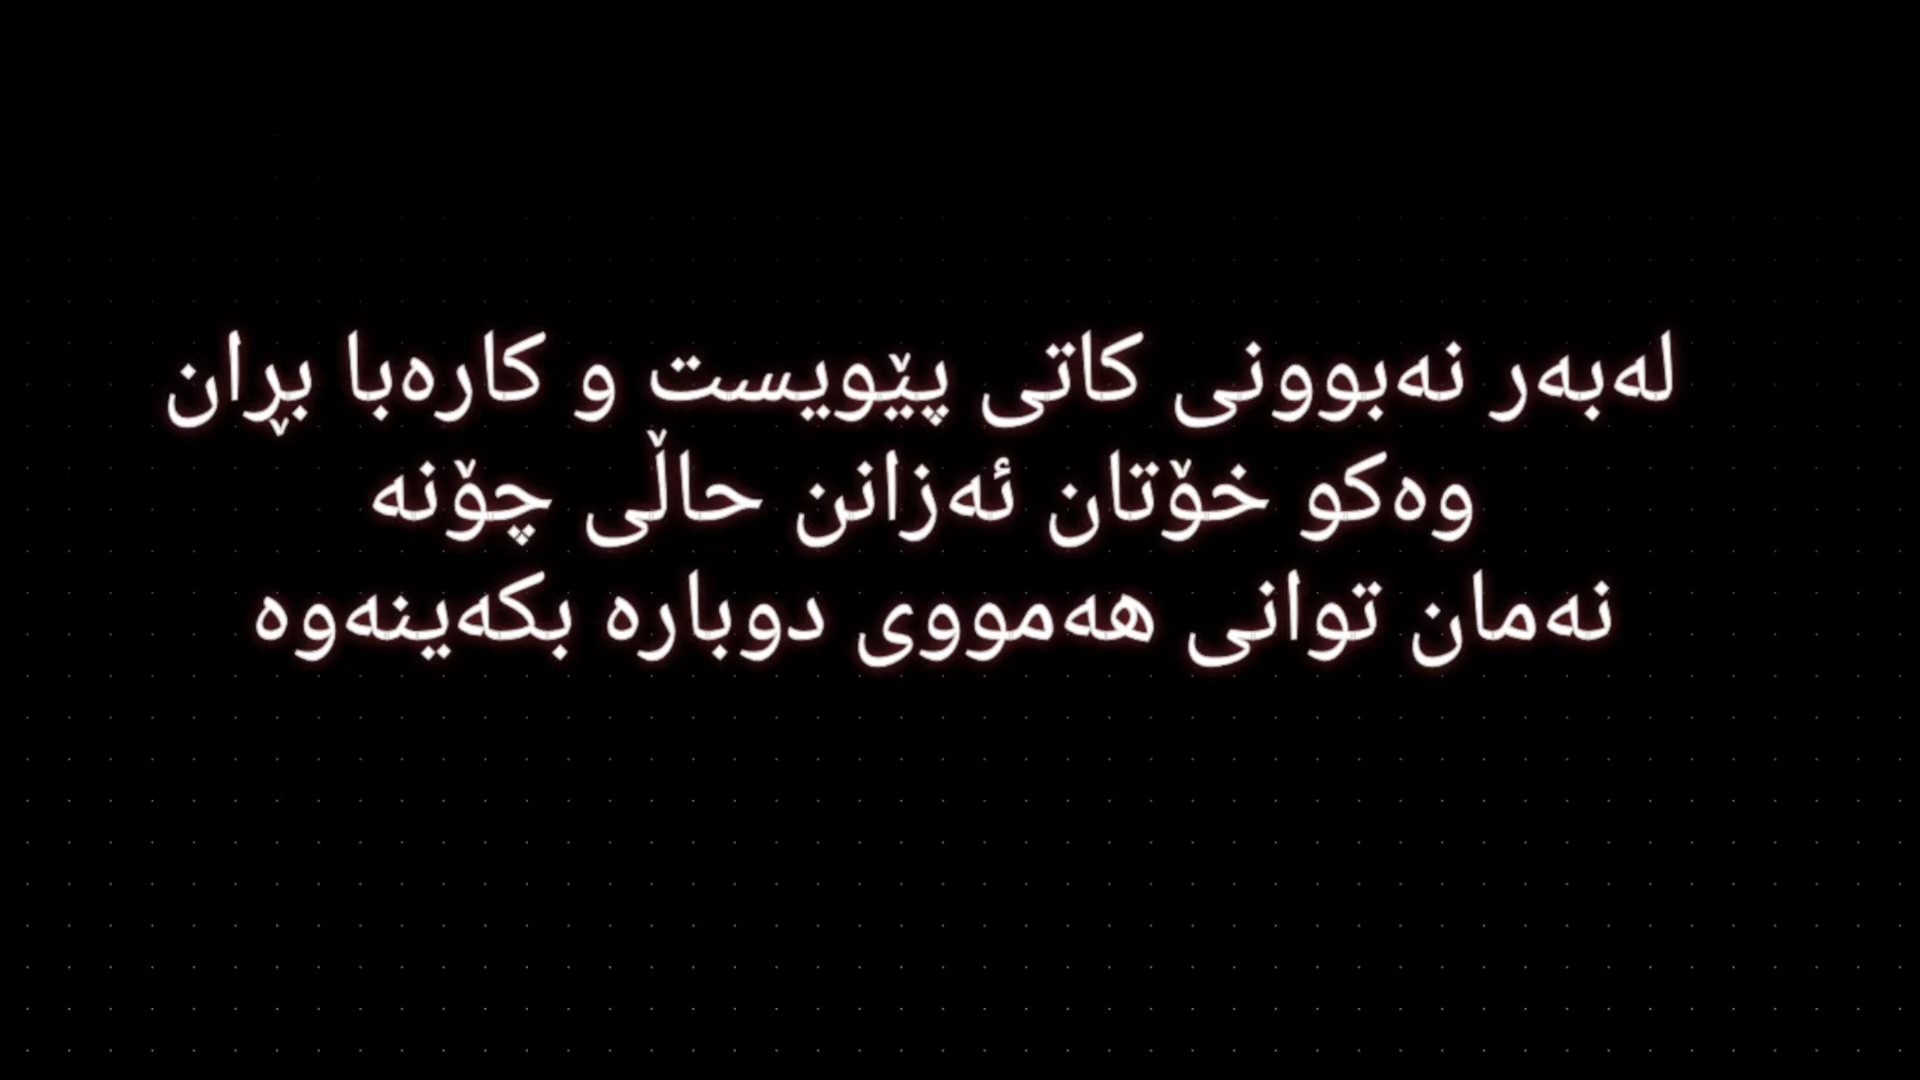 لەبەر نەبوونی کاتی پێویست و کارەبا بڕان
وەکو خۆتان ئەزانن حاڵی چۆنە
نەمان توانی هەمووی دوبارە بکەینەوە